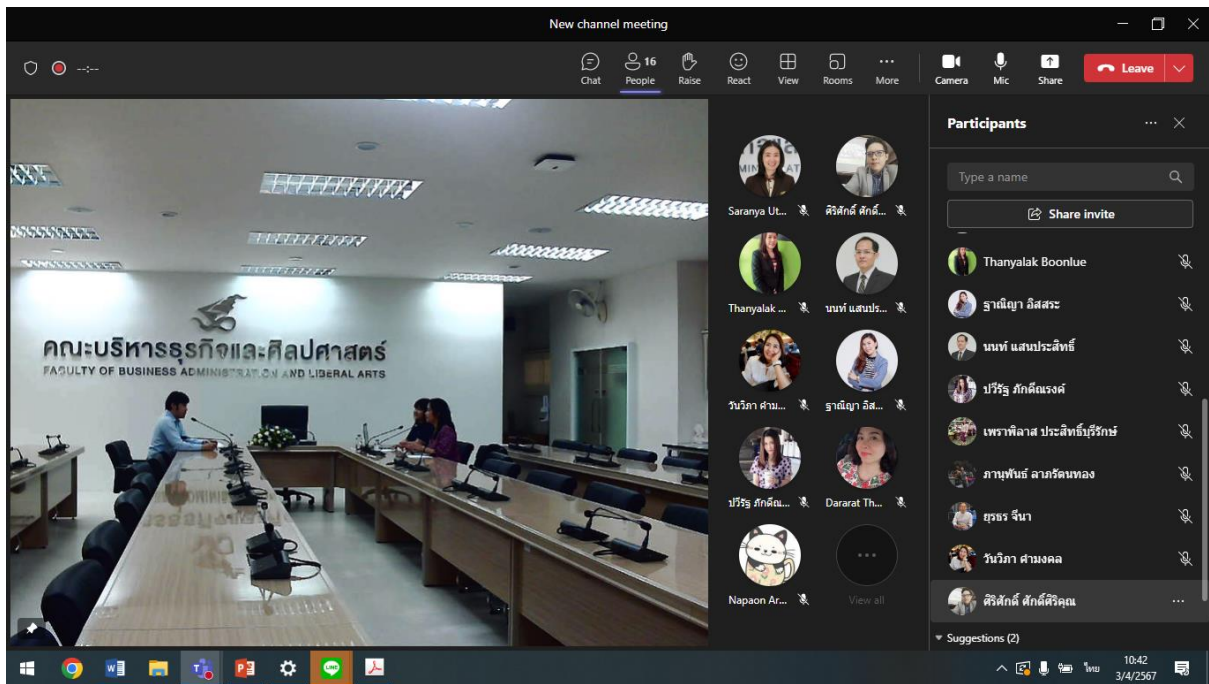 New channel meeting
--:--
Chat
16
People
Raise
React
View
Rooms
More
Camera
Mic
Share
Leave
คณะบริหารธุรกิจและศิลปศาสตร์
FACULTY OF BUSINESS ADMINISTRATION AND LIBERAL ARTS
Saranya Ut...
ศิริศักดิ์ ศักดิ์...
Thanyalak ...
นนท์ แสนประ...
วันวิภา ศาม...
ฐาณิญา อิส...
ปวีรัฐ ภักดีณ...
Dararat Th...
Napaon Ar...
View all
Participants
Type a name
Share invite
Thanyalak Boonlue
ฐาณิญา อิสสระ
นนท์ แสนประสิทธิ์
ปวีรัฐ ภักดีณรงค์
เพราพิลาส ประสิทธิ์บุรีรักษ์
ภานุพันธ์ ลาภรัตนทอง
ยุรธร จีนา
วันวิภา ศามงคล
ศิริศักดิ์ ศักดิ์ศิริคุณ
Suggestions (2)
ไทย
10:42
3/4/2567